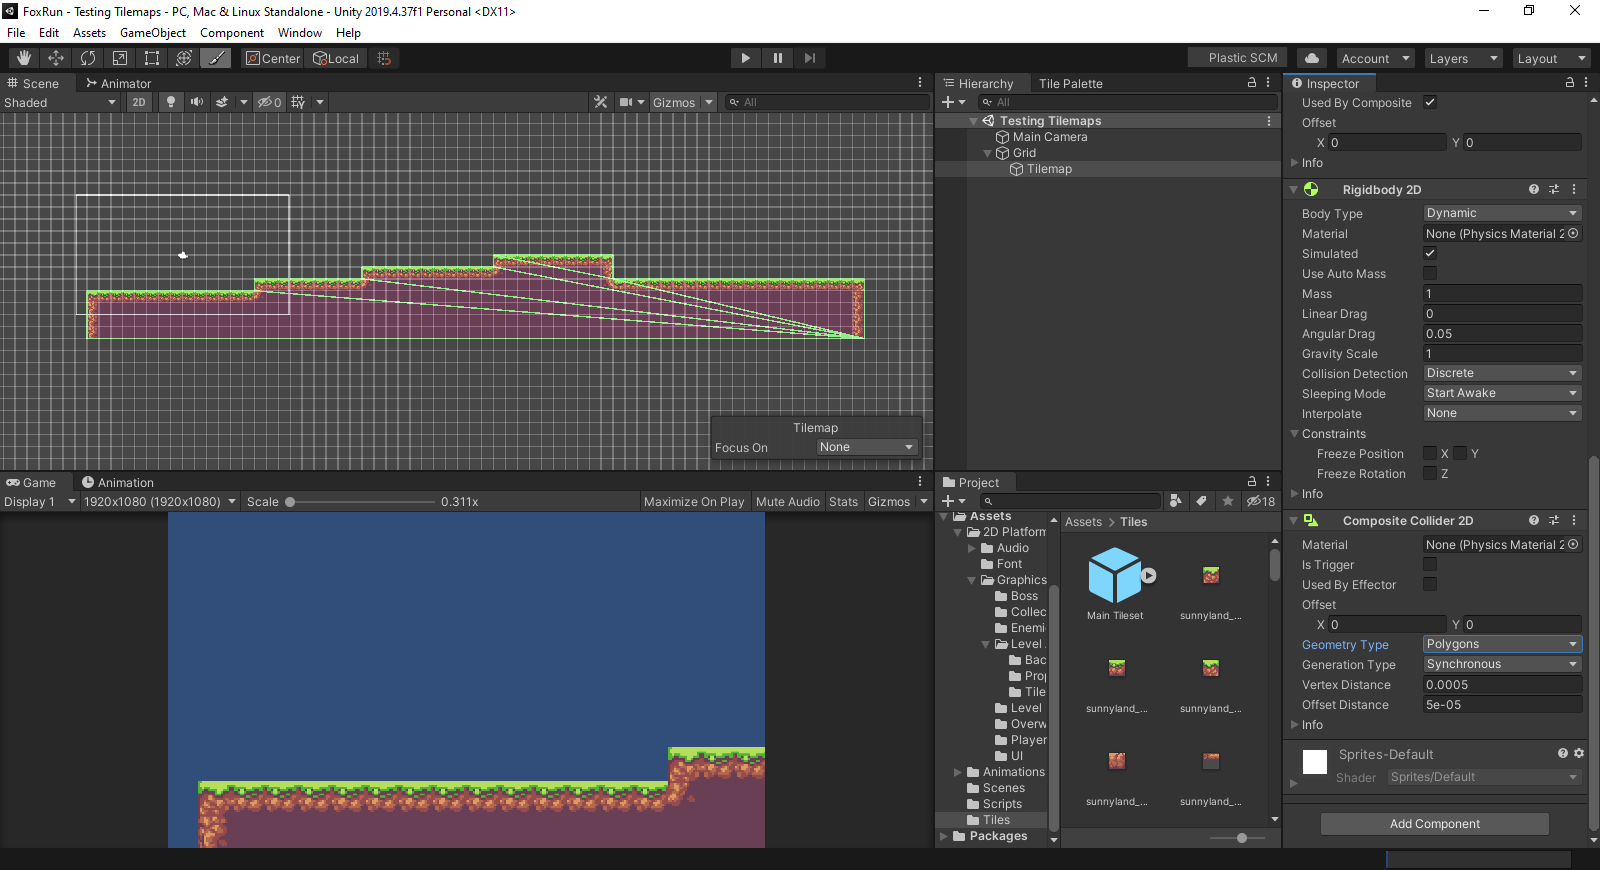 FoxRun - Testing Tilemaps - PC, Mac & Linux Standalone - Unity 2019.4.37f1 Personal <DX11>
File Edit Assets GameObject Component Window Help
Center Local Plastic SCM Account Layers Layout
Scene Animator
Shaded 2D 0 Gizmos All
Tilemap
Focus On None
Hierarchy Tile Palette
All
Testing Tilemaps
Main Camera
Grid
Tilemap
Game Animation
Display 1 1920x1080 (1920x1080) Scale 0.311x Maximize On Play Mute Audio Stats Gizmos
Project
18
Assets
2D Platform
Audio
Font
Graphics
Boss
Collec
Enemi
Level
Bac
Prop
Tile
Level
Overw
Player
UI
Animations
Scenes
Scripts
Tiles
Packages
Assets > Tiles
Main Tileset sunnyland_...
sunnyland_... sunnyland_...
sunnyland_... sunnyland_...
Inspector
Used By Composite
Offset
X 0 Y 0
Info
Rigidbody 2D
Body Type Dynamic
Material None (Physics Material 2
Simulated
Use Auto Mass
Mass 1
Linear Drag 0
Angular Drag 0.05
Gravity Scale 1
Collision Detection Discrete
Sleeping Mode Start Awake
Interpolate None
Constraints
Freeze Position X Y
Freeze Rotation Z
Info
Composite Collider 2D
Material None (Physics Material 2
Is Trigger
Used By Effector
Offset
X 0 Y 0
Geometry Type Polygons
Generation Type Synchronous
Vertex Distance 0.0005
Offset Distance 5e-05
Info
Sprites-Default
Shader Sprites/Default
Add Component